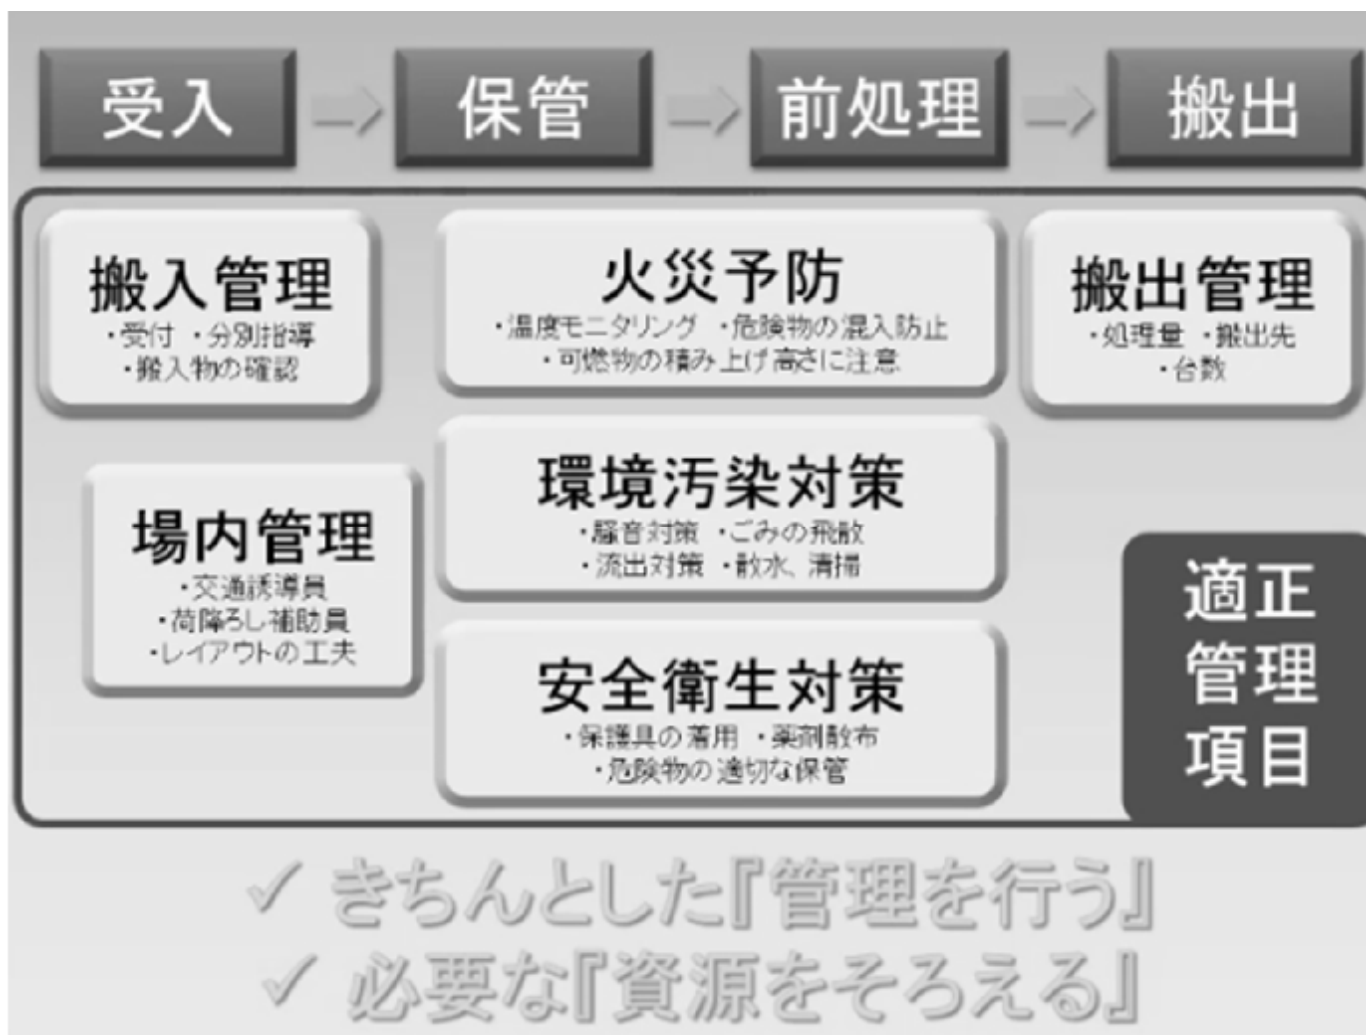 受入
保管
前処理
搬出
搬入管理
・受付 ・分別指導
・搬入物の確認
場内管理
・交通誘導員
・荷降ろし補助員
・レイアウトの工夫
火災予防
・温度モニタリング ・危険物の混入防止
・可燃物の積み上げ高さに注意
環境汚染対策
・騒音対策 ・ごみの飛散
・流出対策 ・散水、清掃
安全衛生対策
・保護具の着用 ・薬剤散布
・危険物の適切な保管
搬出管理
・処理量 ・搬出先
・台数
適正
管理
項目
✓ きちんとした『管理を行う』
✓ 必要な『資源をそろえる』